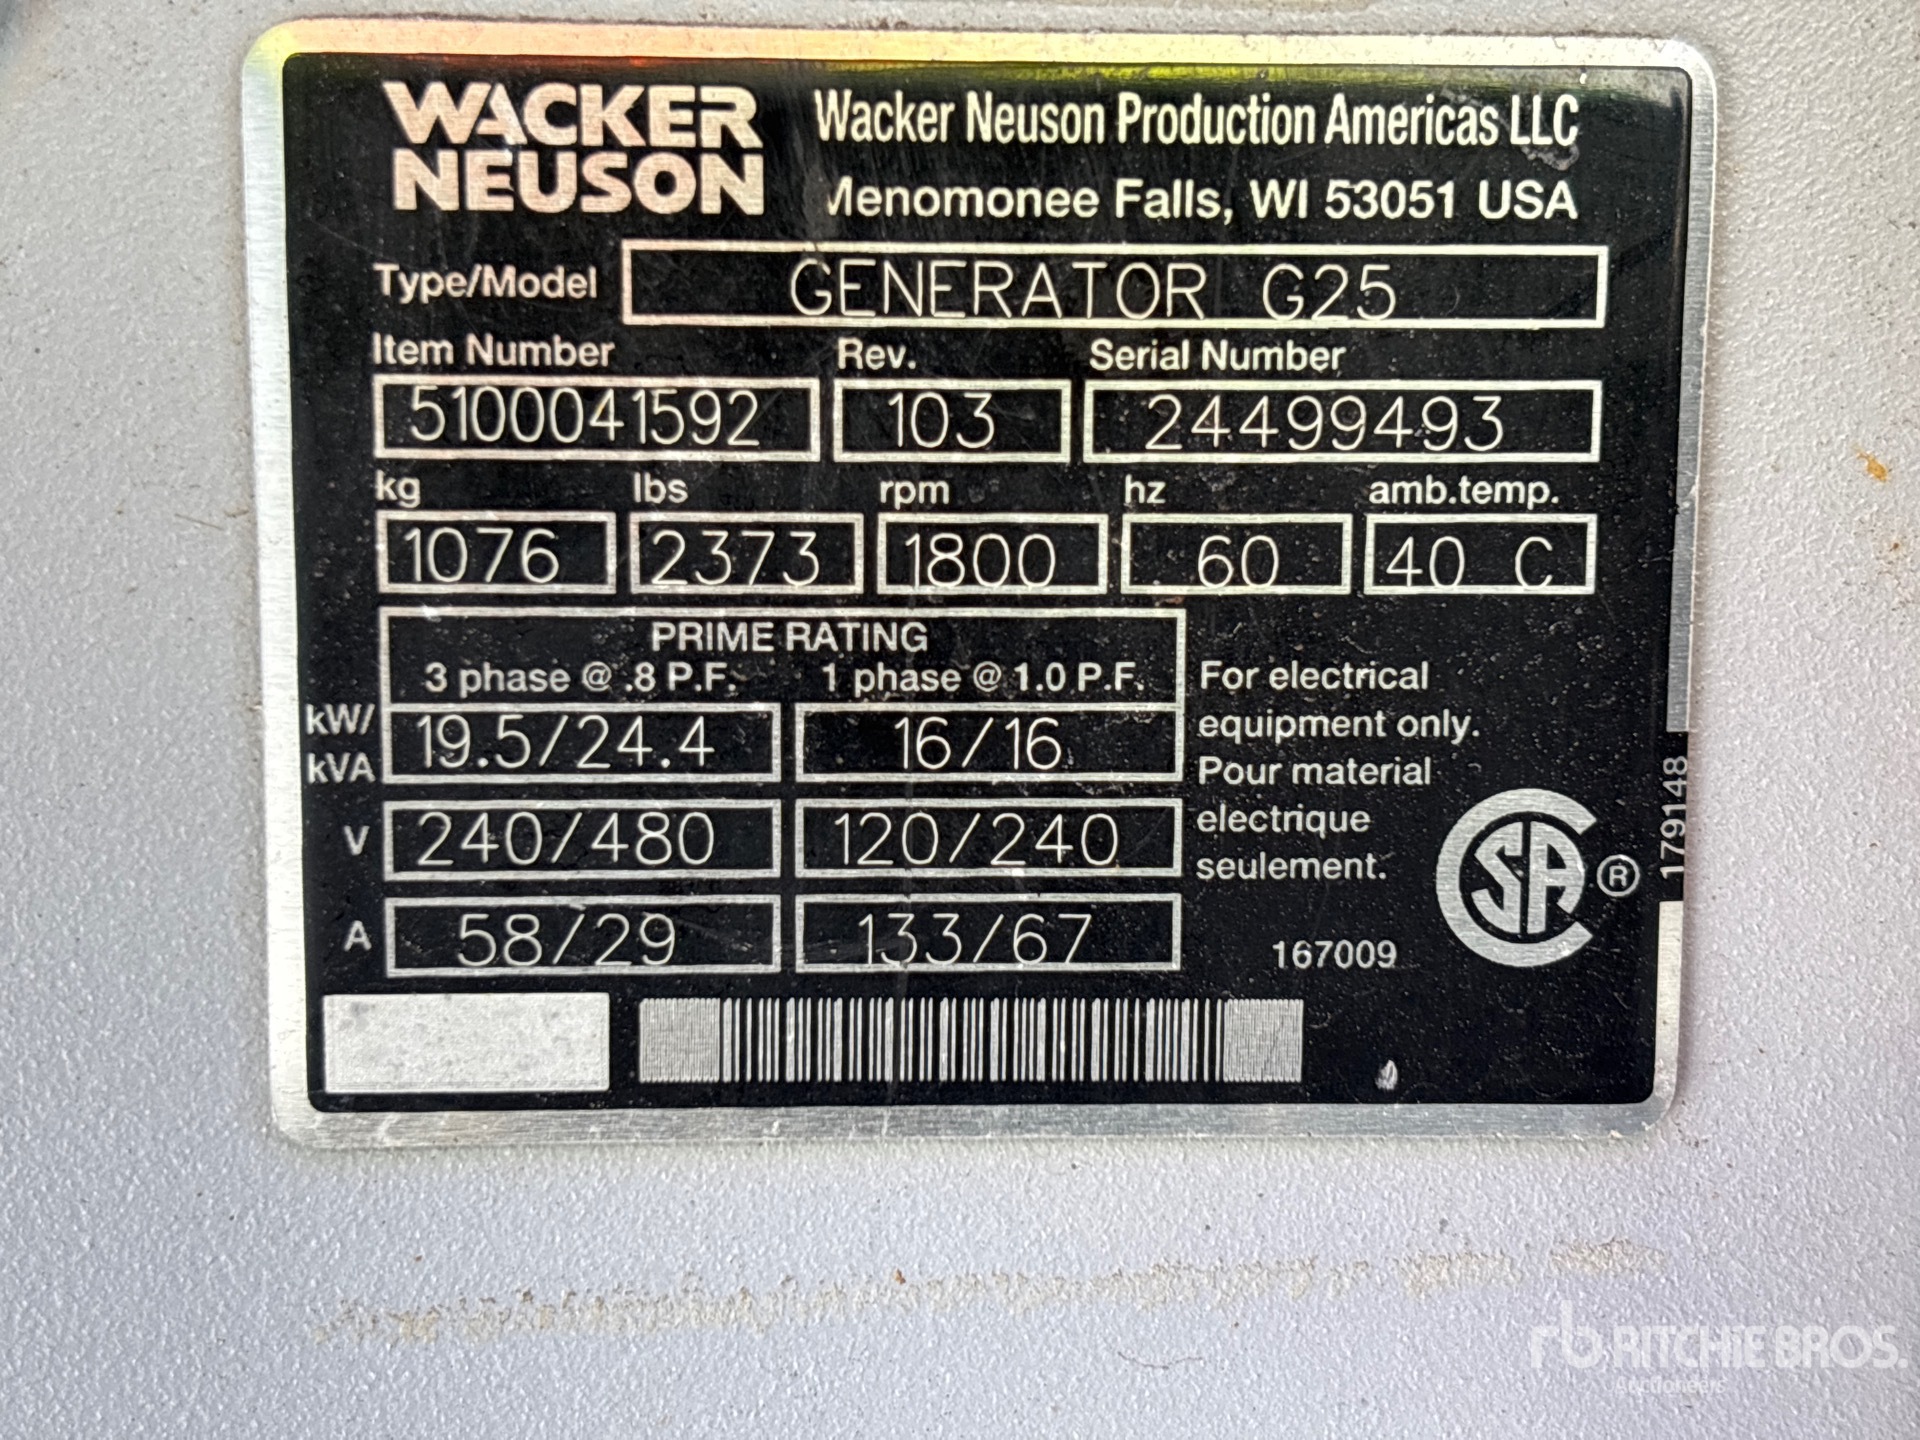 WACKER
NEUSON
Wacker Neuson Production Americas LLC
Menomonee Falls, WI 53051 USA
Type/Model GENERATOR G25
Item Number Rev. Serial Number
5100041592 103 24499493
kg lbs rpm hz amb.temp.
1076 2373 1800 60 40 C
PRIME RATING
3 phase @ .8 P.F. 1 phase @ 1.0 P.F.
kW/
kVA 19.5/24.4 16/16
V 240/480 120/240
A 58/29 133/67
For electrical
equipment only.
Pour material
electrique
seulement.
167009
CSA ®
179148
rb RITCHIE BROS.
Auctioneers